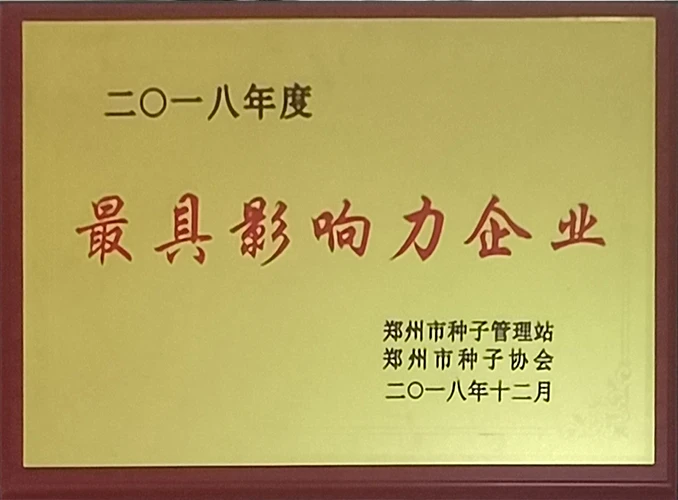 二〇一八年度
最具影响力企业
郑州市种子管理站
郑州市种子协会
二〇一八年十二月